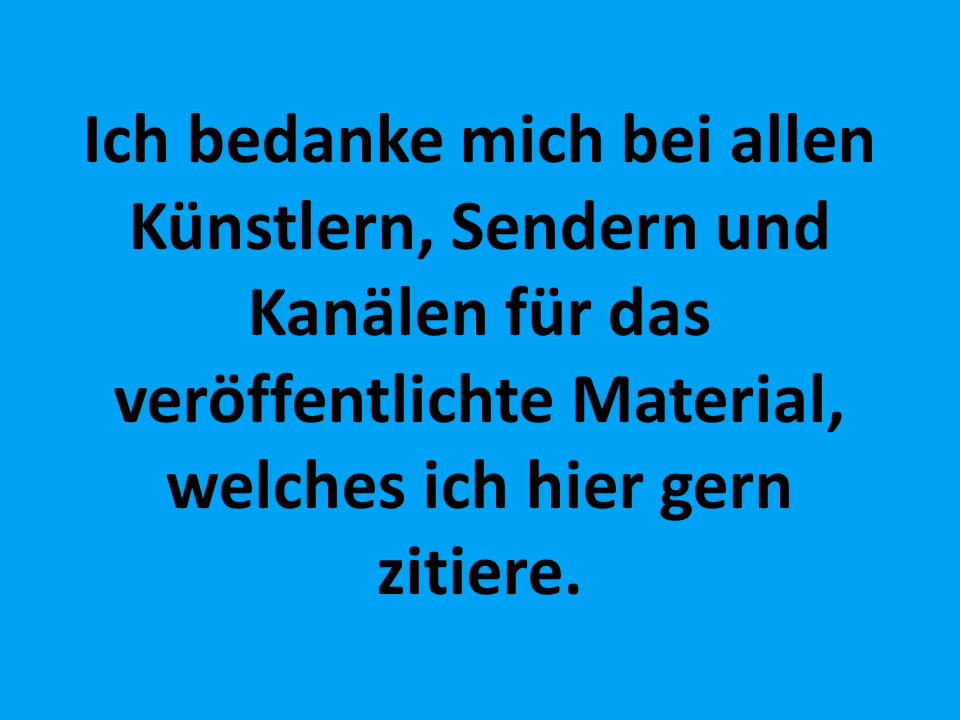 Ich bedanke mich bei allen
Künstlern, Sendern und
Kanälen für das
veröffentlichte Material,
welches ich hier gern
zitiere.